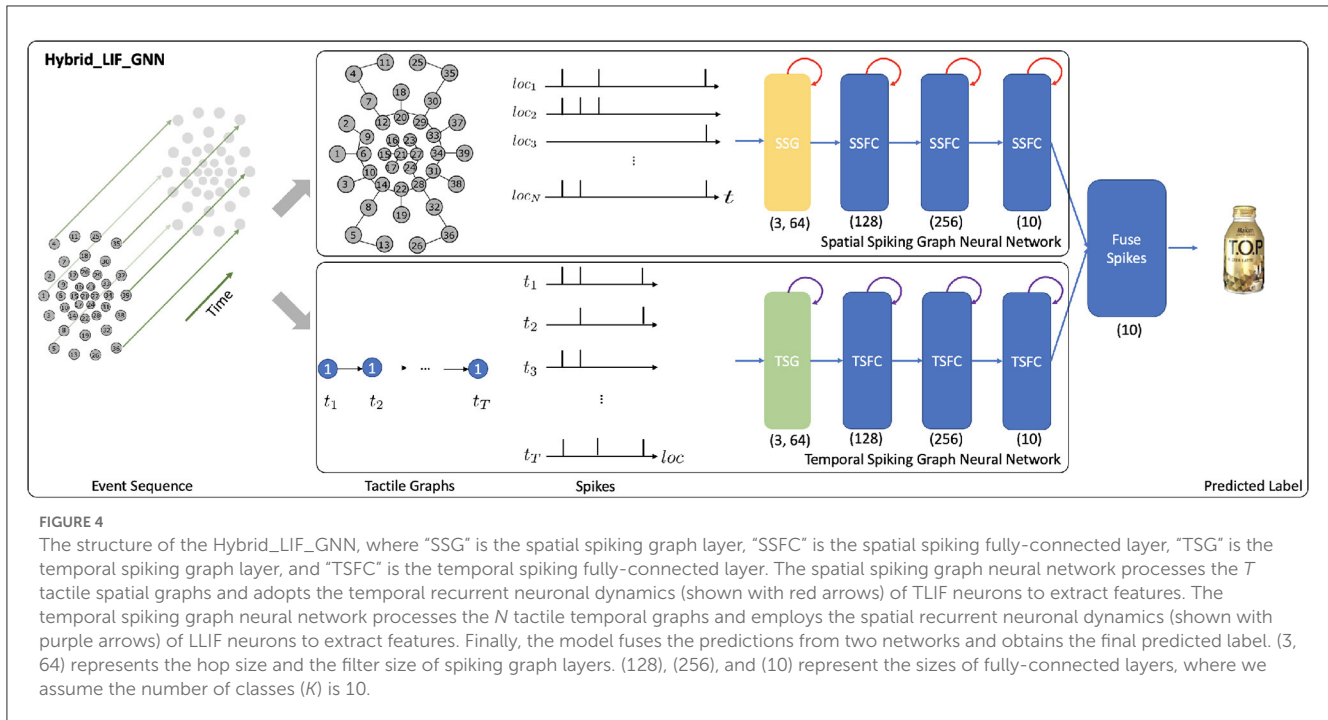 Hybrid_LIF_GNN
4 11 25 35
7 18 30
12 20 29
2 9 16 23 33 37
1 6 15 21 27 34 39
10 17 24 31
3 14 22 28 38
8 19 32
5 13 26 36
loc1
loc2
loc3
⋮
locN t
SSG SSFC SSFC SSFC
(3, 64) (128) (256) (10)
Spatial Spiking Graph Neural Network
Time
1 1 ... 1
t1 t2 tT
t1
t2
t3
⋮
tT loc
TSG TSFC TSFC TSFC
(3, 64) (128) (256) (10)
Temporal Spiking Graph Neural Network
Fuse
Spikes
(10)
T.O.P
Event Sequence Tactile Graphs Spikes Predicted Label
FIGURE 4
The structure of the Hybrid_LIF_GNN, where “SSG” is the spatial spiking graph layer, “SSFC” is the spatial spiking fully-connected layer, “TSG” is the
temporal spiking graph layer, and “TSFC” is the temporal spiking fully-connected layer. The spatial spiking graph neural network processes the T
tactile spatial graphs and adopts the temporal recurrent neuronal dynamics (shown with red arrows) of TLIF neurons to extract features. The
temporal spiking graph neural network processes the N tactile temporal graphs and employs the spatial recurrent neuronal dynamics (shown with
purple arrows) of LLIF neurons to extract features. Finally, the model fuses the predictions from two networks and obtains the final predicted label. (3,
64) represents the hop size and the filter size of spiking graph layers. (128), (256), and (10) represent the sizes of fully-connected layers, where we
assume the number of classes (K) is 10.